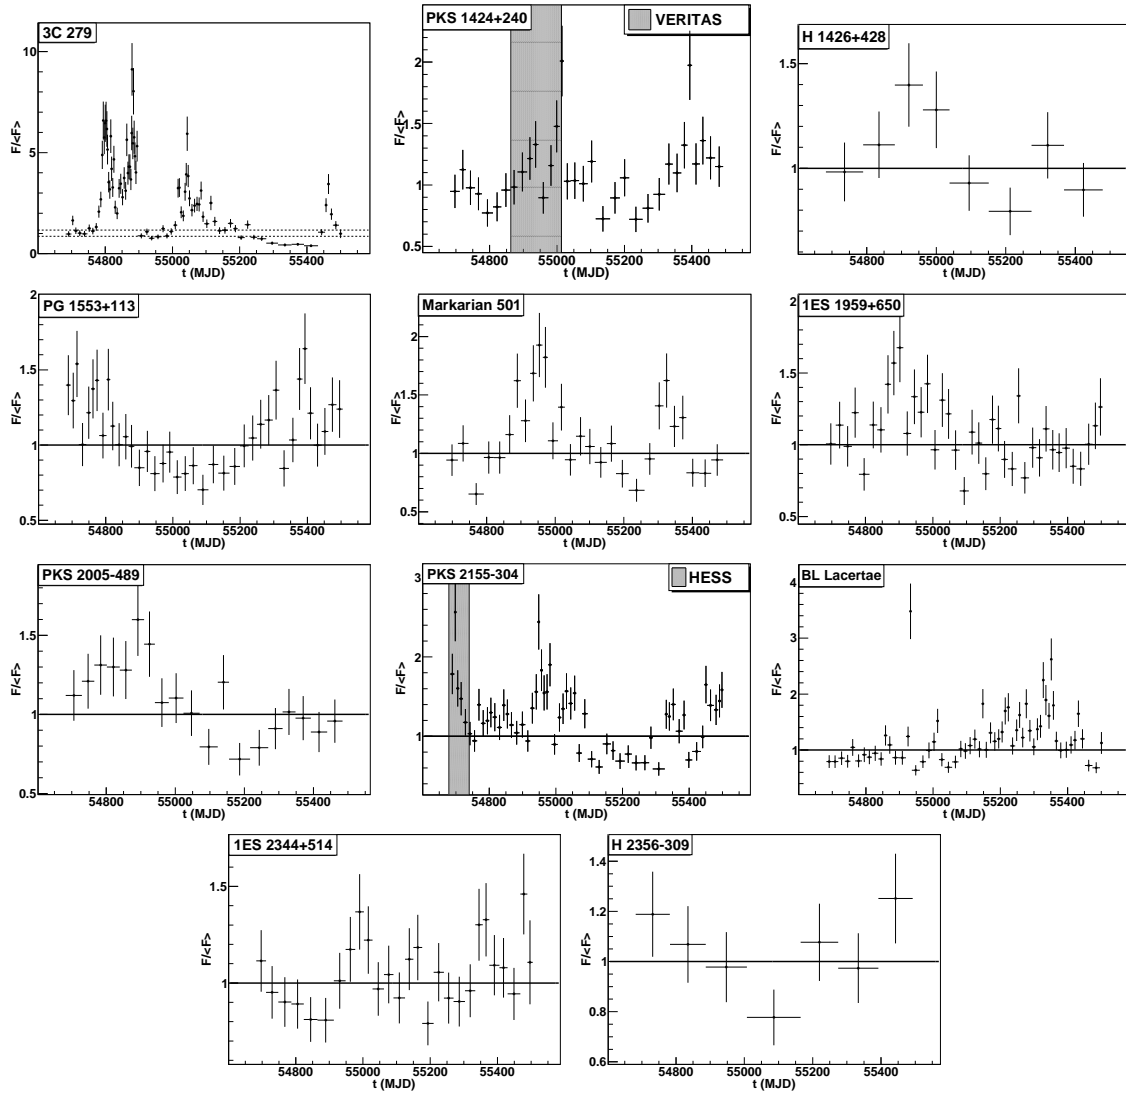 3C 279
F/<F>
10
5
0
54800
55000
55200
55400
t (MJD)
PKS 1424+240
VERITAS
F/<F>
2
1.5
1
0.5
54800
55000
55200
55400
t (MJD)
H 1426+428
F/<F>
1.5
1
54800
55000
55200
55400
t (MJD)
PG 1553+113
F/<F>
2
1.5
1
0.5
54800
55000
55200
55400
t (MJD)
Markarian 501
F/<F>
2
1.5
1
0.5
54800
55000
55200
55400
t (MJD)
1ES 1959+650
F/<F>
2
1.5
1
0.5
54800
55000
55200
55400
t (MJD)
PKS 2005-489
F/<F>
1.5
1
0.5
54800
55000
55200
55400
t (MJD)
PKS 2155-304
HESS
F/<F>
3
2
1
54800
55000
55200
55400
t (MJD)
BL Lacertae
F/<F>
4
3
2
1
54800
55000
55200
55400
t (MJD)
1ES 2344+514
F/<F>
1.5
1
54800
55000
55200
55400
t (MJD)
H 2356-309
F/<F>
1.4
1.2
1
0.8
0.6
54800
55000
55200
55400
t (MJD)